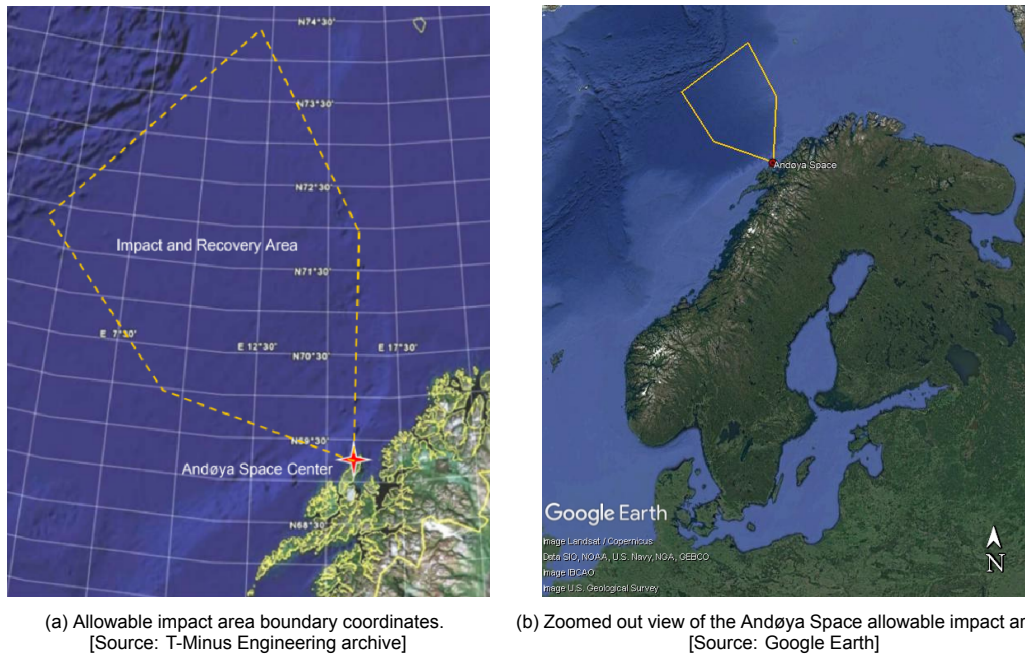 N74°30'
N73°30'
N72°30'
Impact and Recovery Area
N71°30'
E 7°30'
E 12°30'
N70°30'
E 17°30'
N69°30'
Andøya Space Center
N68°30'
(a) Allowable impact area boundary coordinates.
[Source: T-Minus Engineering archive]
Andøya Space
Google Earth
Image Landsat / Copernicus
Data SIO, NOAA, U.S. Navy, NGA, GEBCO
Image IBCAO
Image U.S. Geological Survey
N
(b) Zoomed out view of the Andøya Space allowable impact ar
[Source: Google Earth]